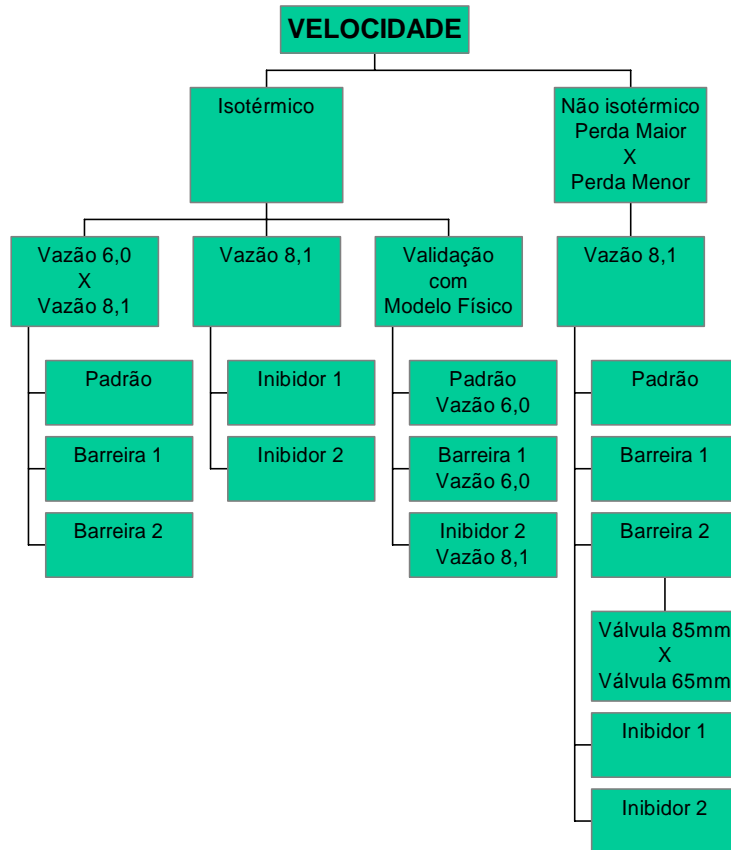 VELOCIDADE
Isotérmico
Não isotérmico
Perda Maior
X
Perda Menor
Vazão 6,0
X
Vazão 8,1
Padrão
Barreira 1
Barreira 2
Vazão 8,1
Inibidor 1
Inibidor 2
Validação
com
Modelo Físico
Padrão
Vazão 6,0
Barreira 1
Vazão 6,0
Inibidor 2
Vazão 8,1
Vazão 8,1
Padrão
Barreira 1
Barreira 2
Válvula 85mm
X
Válvula 65mm
Inibidor 1
Inibidor 2